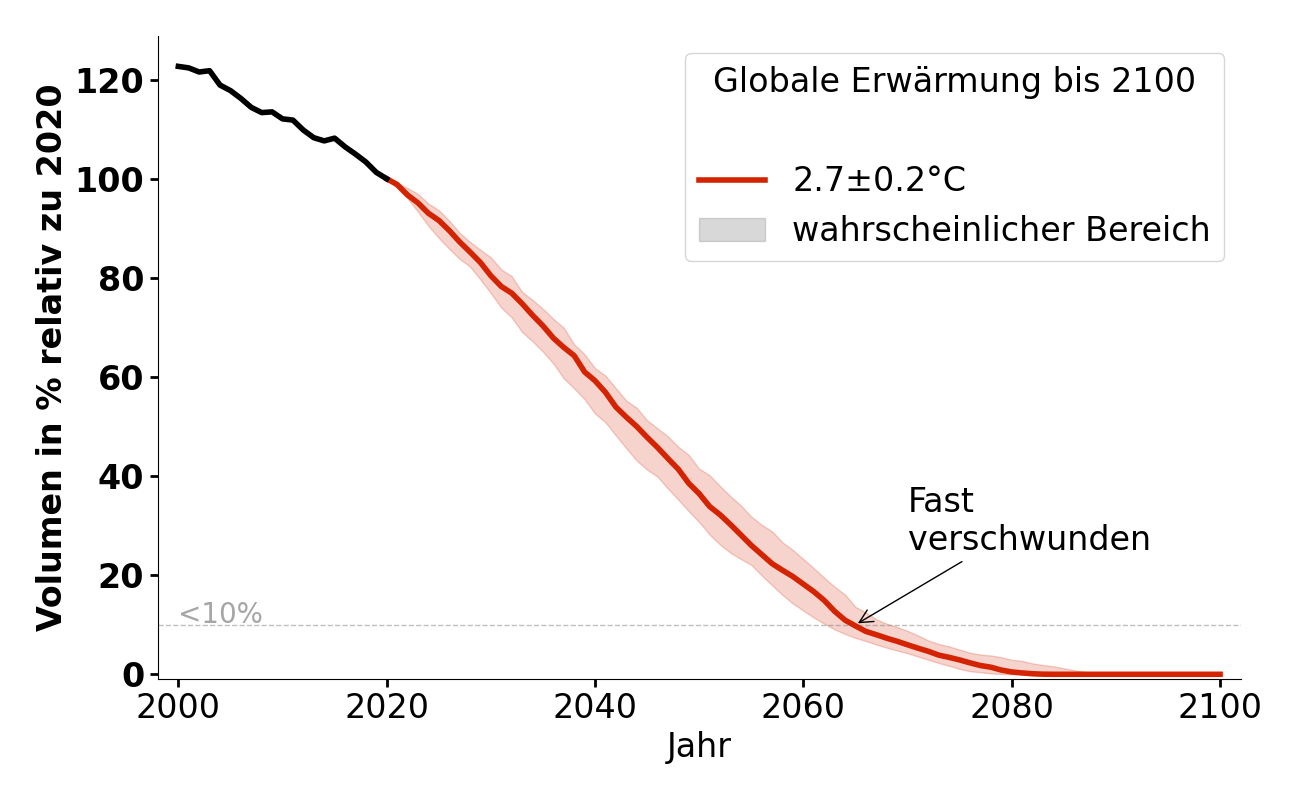 Volumen in % relativ zu 2020
120
100
80
60
40
20
0
Globale Erwärmung bis 2100
2.7±0.2°C
wahrscheinlicher Bereich
Fast
verschwunden
<10%
2000 2020 2040 2060 2080 2100
Jahr